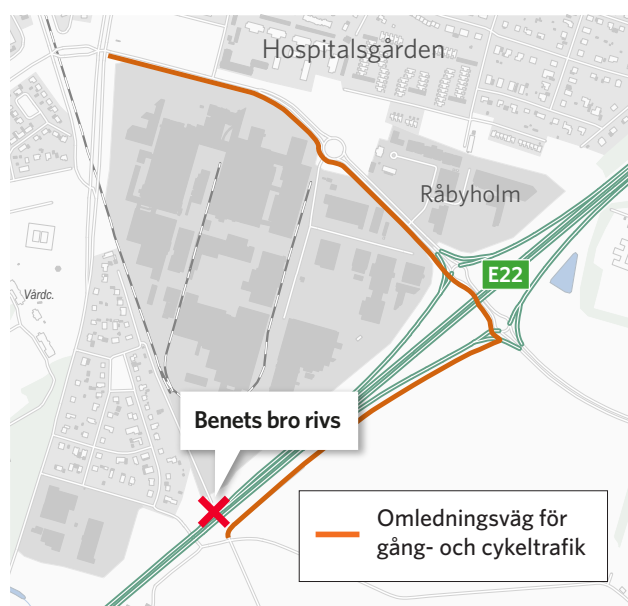 Hospitalsgården
Råbyholm
E22
Vårdc.
Benets bro rivs
Omledningsväg för
gång- och cykeltrafik